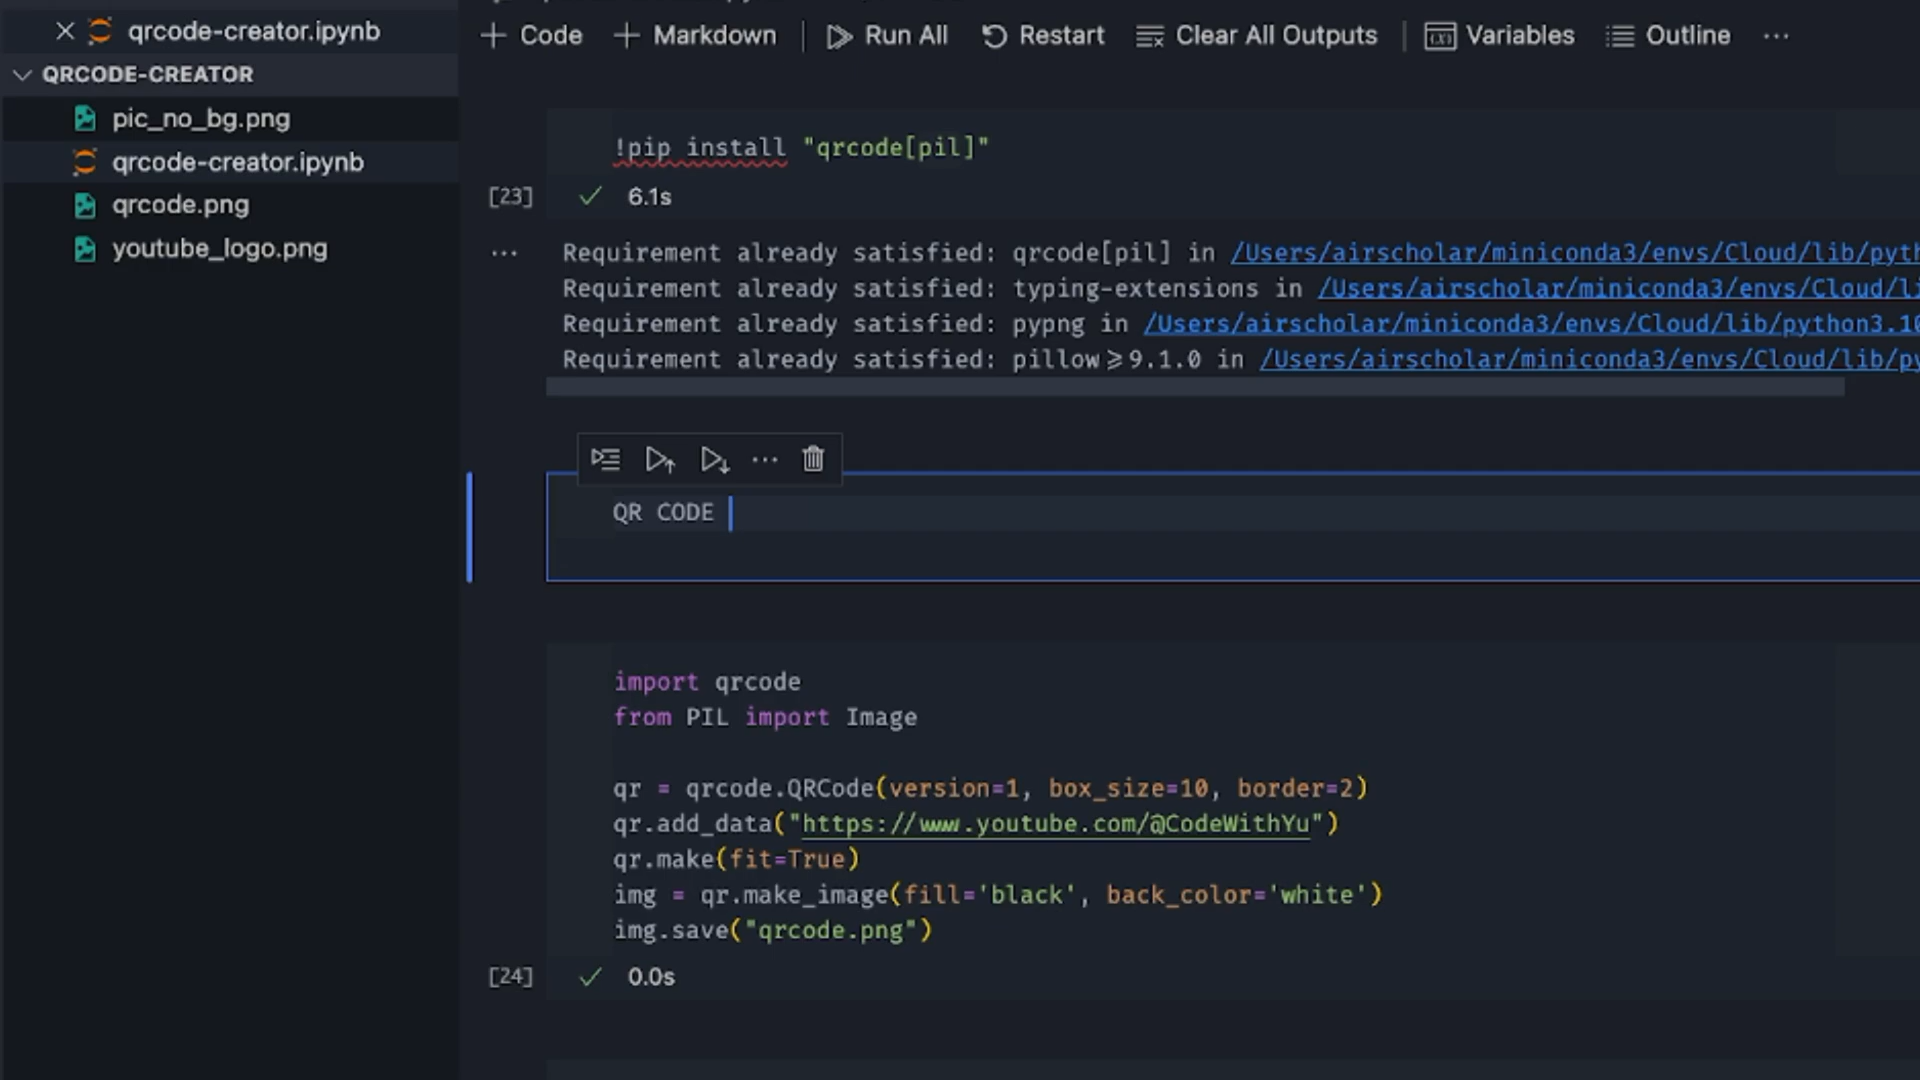 qrcode-creator.ipynb
QRCODE-CREATOR
pic_no_bg.png
qrcode-creator.ipynb
qrcode.png
youtube_logo.png
Code Markdown Run All Restart Clear All Outputs Variables Outline ...
!pip install "qrcode[pil]"
[23] 6.1s
... Requirement already satisfied: qrcode[pil] in /Users/airscholar/miniconda3/envs/Cloud/lib/pyth
Requirement already satisfied: typing-extensions in /Users/airscholar/miniconda3/envs/Cloud/li
Requirement already satisfied: pypng in /Users/airscholar/miniconda3/envs/Cloud/lib/python3.10
Requirement already satisfied: pillow≥9.1.0 in /Users/airscholar/miniconda3/envs/Cloud/lib/py
QR CODE
import qrcode
from PIL import Image
qr = qrcode.QRCode(version=1, box_size=10, border=2)
qr.add_data("https://www.youtube.com/@CodeWithYu")
qr.make(fit=True)
img = qr.make_image(fill='black', back_color='white')
img.save("qrcode.png")
[24] 0.0s